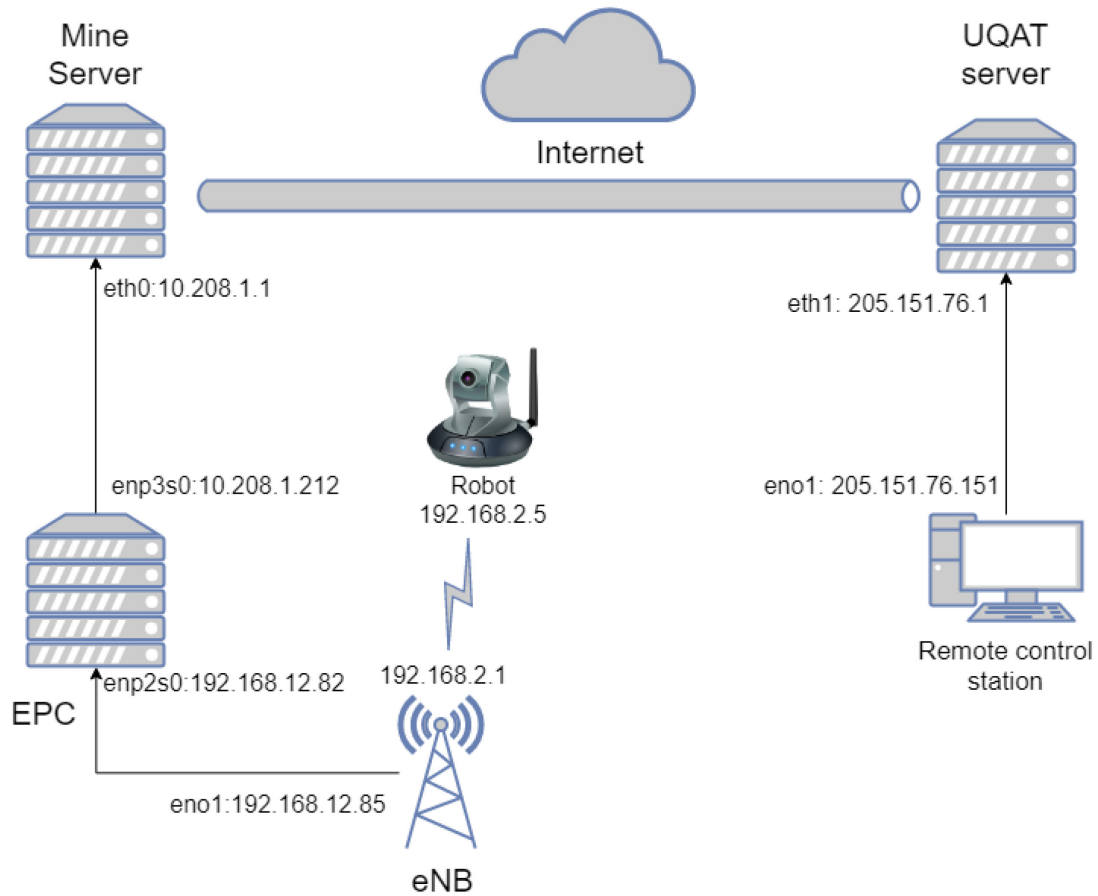 Mine
Server
UQAT
server
Internet
eth0:10.208.1.1
eth1: 205.151.76.1
enp3s0:10.208.1.212
Robot
192.168.2.5
eno1: 205.151.76.151
Remote control
station
enp2s0:192.168.12.82
192.168.2.1
EPC
eno1:192.168.12.85
eNB